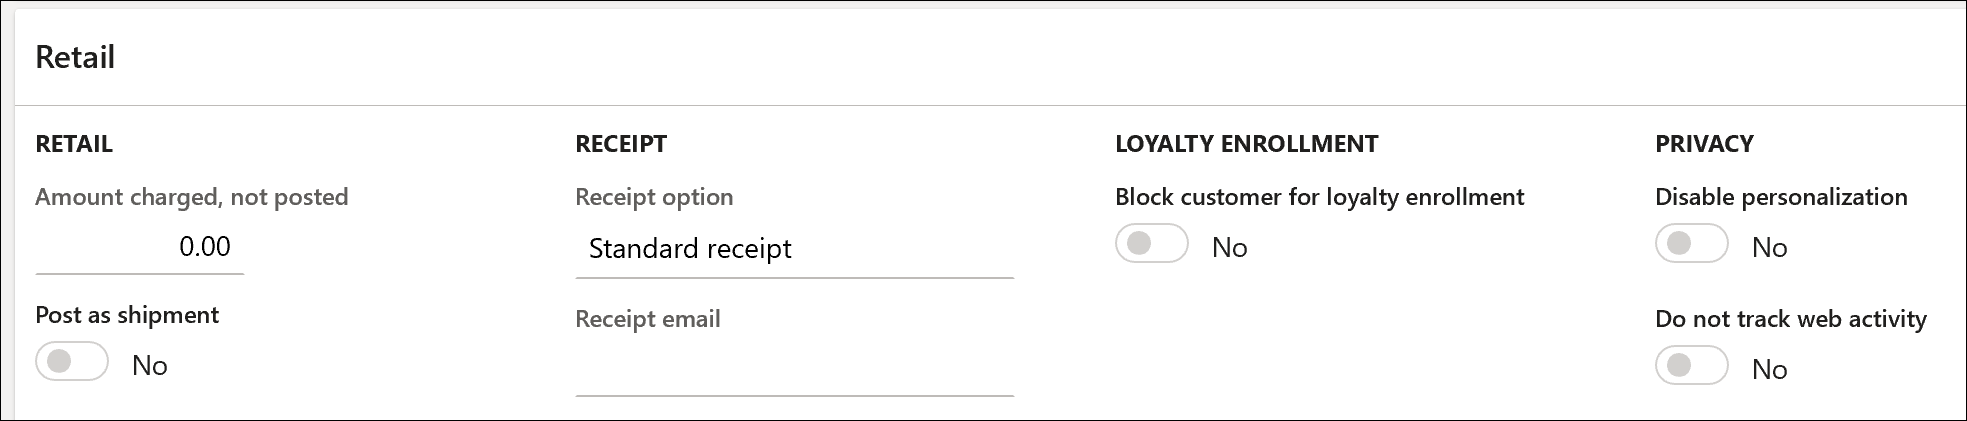 Retail
RETAIL
Amount charged, not posted
0.00
Post as shipment
No
RECEIPT
Receipt option
Standard receipt
Receipt email
LOYALTY ENROLLMENT
Block customer for loyalty enrollment
No
PRIVACY
Disable personalization
No
Do not track web activity
No